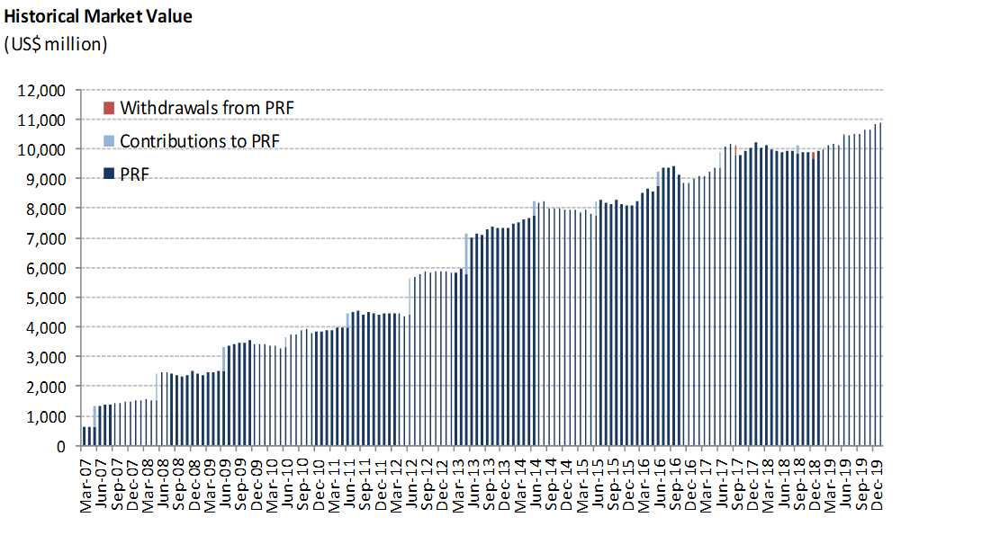 Historical Market Value
(US$ million)
12,000
11,000
10,000
9,000
8,000
7,000
6,000
5,000
4,000
3,000
2,000
1,000
0
Withdrawals from PRF
Contributions to PRF
PRF
Mar-07
Jun-07
Sep-07
Dec-07
Mar-08
Jun-08
Sep-08
Dec-08
Mar-09
Jun-09
Sep-09
Dec-09
Mar-10
Jun-10
Sep-10
Dec-10
Mar-11
Jun-11
Sep-11
Dec-11
Mar-12
Jun-12
Sep-12
Dec-12
Mar-13
Jun-13
Sep-13
Dec-13
Mar-14
Jun-14
Sep-14
Dec-14
Mar-15
Jun-15
Sep-15
Dec-15
Mar-16
Jun-16
Sep-16
Dec-16
Mar-17
Jun-17
Sep-17
Dec-17
Mar- 18
Jun-18
Sep-18
Dec-18
Mar-19
Jun-19
Sep-19
Dec-19